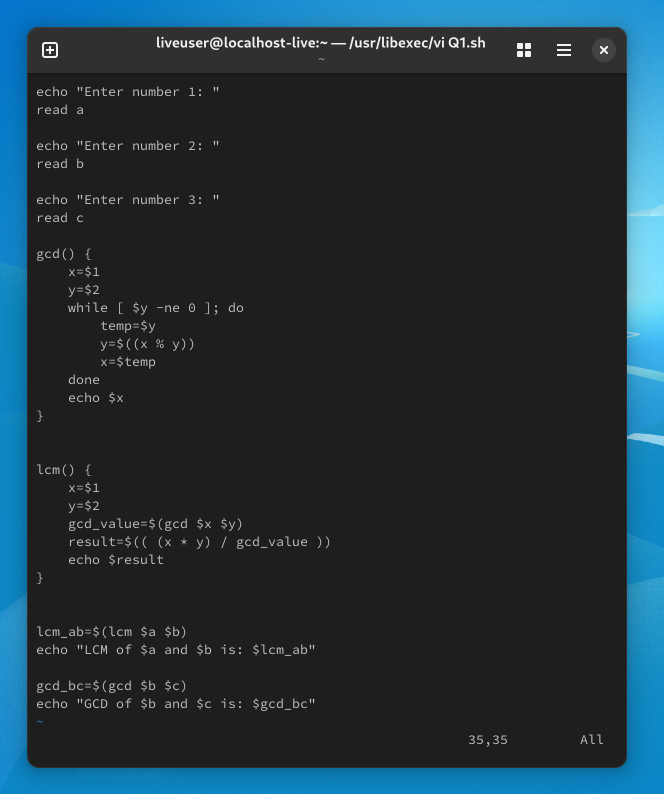 liveuser@localhost-live:~ — /usr/libexec/vi Q1.sh
~
echo "Enter number 1: "
read a

echo "Enter number 2: "
read b

echo "Enter number 3: "
read c

gcd() {
    x=$1
    y=$2
    while [ $y -ne 0 ]; do
        temp=$y
        y=$((x % y))
        x=$temp
    done
    echo $x
}


lcm() {
    x=$1
    y=$2
    gcd_value=$(gcd $x $y)
    result=$(( (x * y) / gcd_value ))
    echo $result
}


lcm_ab=$(lcm $a $b)
echo "LCM of $a and $b is: $lcm_ab"

gcd_bc=$(gcd $b $c)
echo "GCD of $b and $c is: $gcd_bc"
~
35,35 All